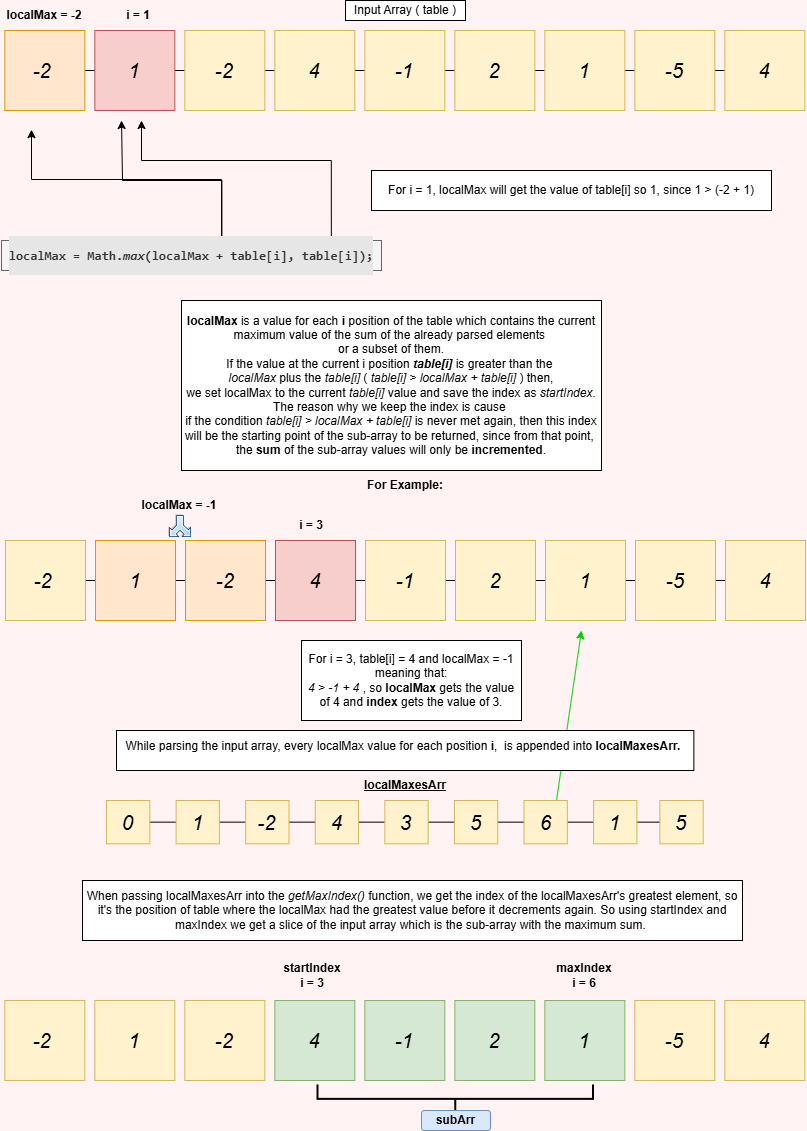 Input Array ( table )
localMax = -2 i = 1
-2 1 -2 4 -1 2 1 -5 4
For i = 1, localMax will get the value of table[i] so 1, since 1 > (-2 + 1)
localMax = Math.max(localMax + table[i], table[i]);
localMax is a value for each i position of the table which contains the current
maximum value of the sum of the already parsed elements
or a subset of them.
If the value at the current i position table[i] is greater than the
localMax plus the table[i] ( table[i] > localMax + table[i] ) then,
we set localMax to the current table[i] value and save the index as startIndex.
The reason why we keep the index is cause
if the condition table[i] > localMax + table[i] is never met again, then this index
will be the starting point of the sub-array to be returned, since from that point,
the sum of the sub-array values will only be incremented.
For Example:
localMax = -1
i = 3
-2 1 -2 4 -1 2 1 -5 4
For i = 3, table[i] = 4 and localMax = -1
meaning that:
4 > -1 + 4 , so localMax gets the value
of 4 and index gets the value of 3.
While parsing the input array, every localMax value for each position i, is appended into localMaxesArr.
localMaxesArr
0 1 -2 4 3 5 6 1 5
When passing localMaxesArr into the getMaxIndex() function, we get the index of the localMaxesArr's greatest element, so
it's the position of table where the localMax had the greatest value before it decrements again. So using startIndex and
maxIndex we get a slice of the input array which is the sub-array with the maximum sum.
startIndex maxIndex
i = 3 i = 6
-2 1 -2 4 -1 2 1 -5 4
subArr